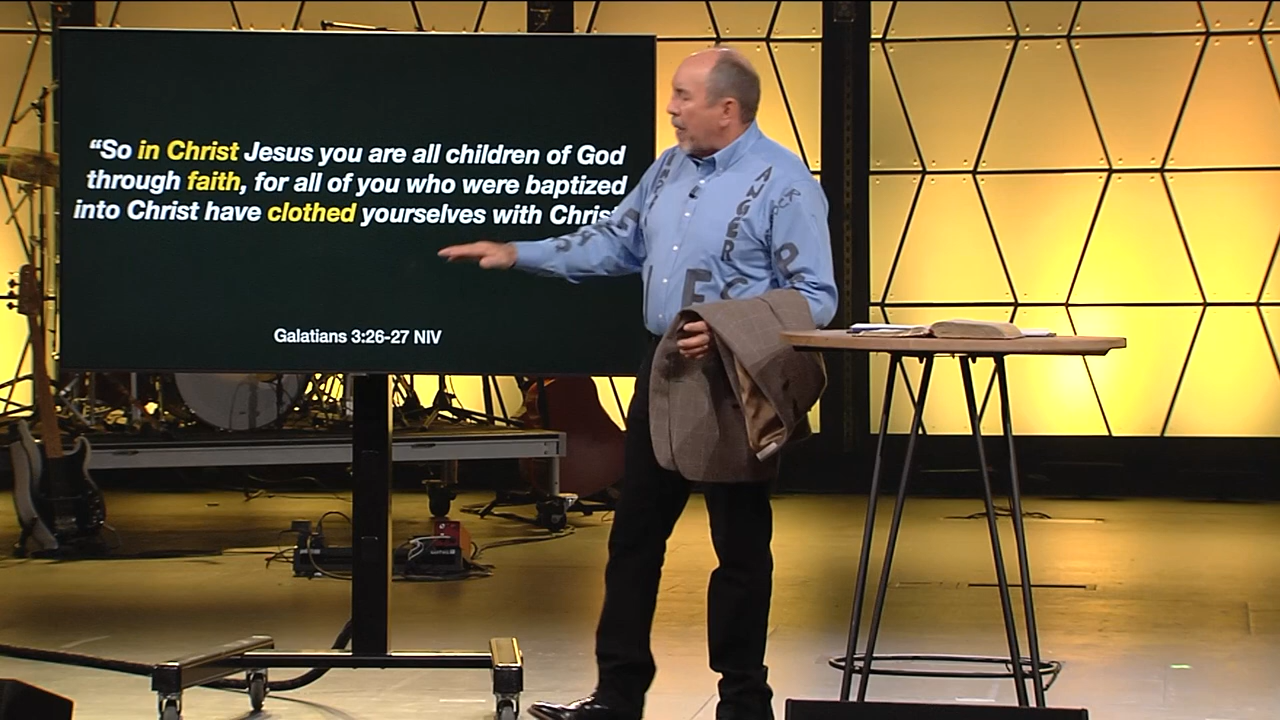 “So in Christ Jesus you are all children of God
through faith, for all of you who were baptized
into Christ have clothed yourselves with Christ
Galatians 3:26-27 NIV
ANGER